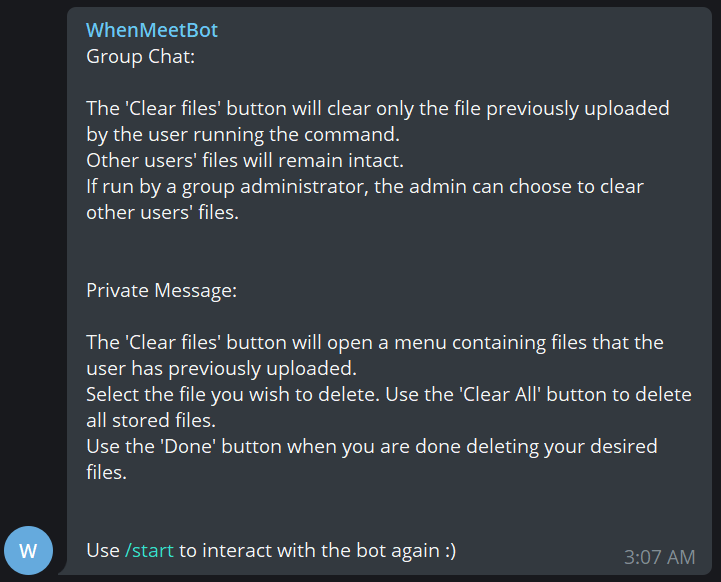 WhenMeetBot
Group Chat:
The 'Clear files' button will clear only the file previously uploaded
by the user running the command.
Other users' files will remain intact.
If run by a group administrator, the admin can choose to clear
other users' files.
Private Message:
The 'Clear files' button will open a menu containing files that the
user has previously uploaded.
Select the file you wish to delete. Use the 'Clear All' button to delete
all stored files.
Use the 'Done' button when you are done deleting your desired
files.
W
Use /start to interact with the bot again :)
3:07 AM